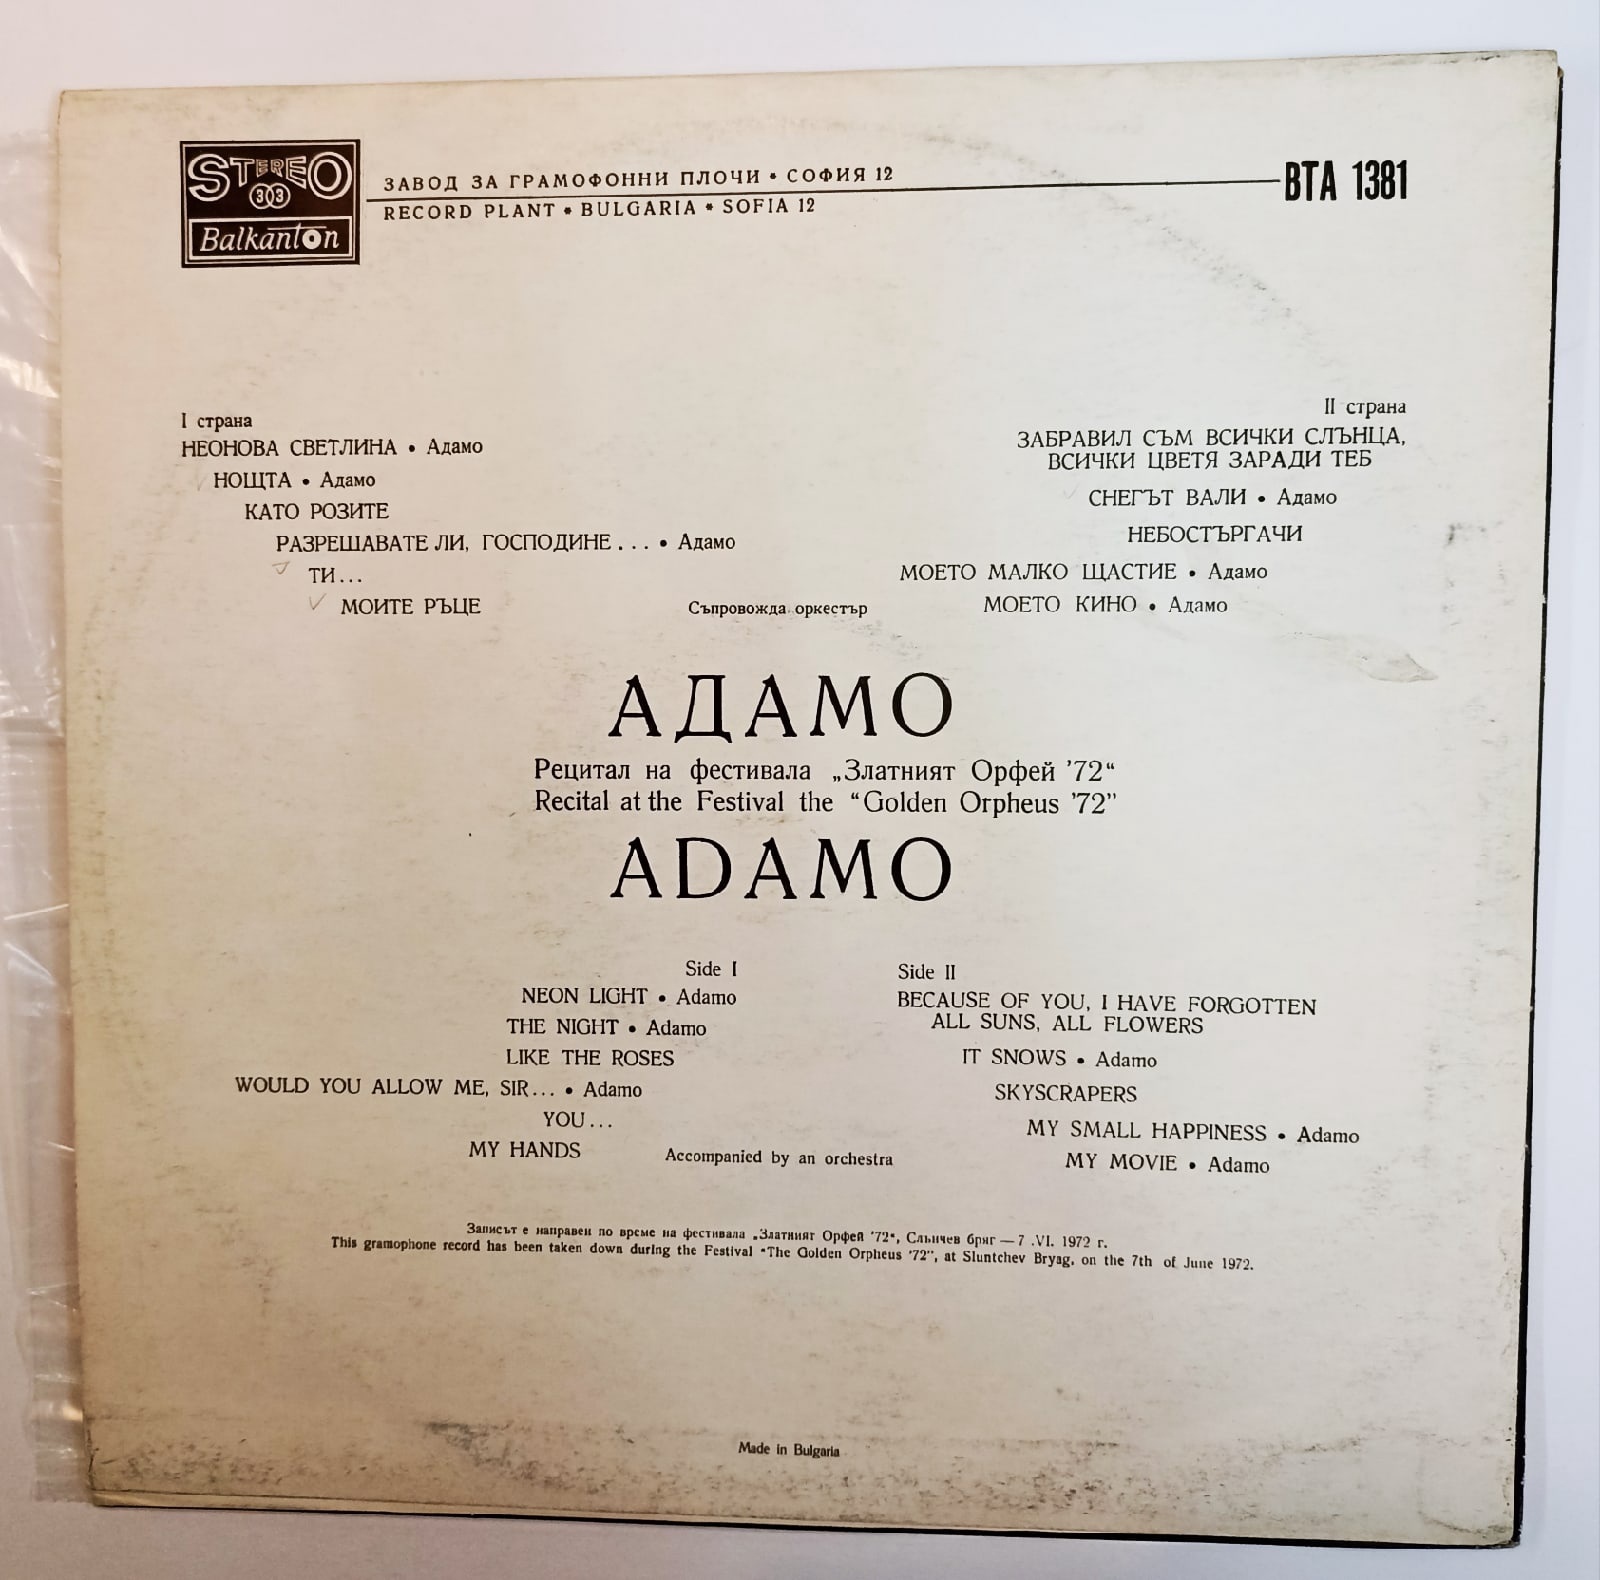 STEREO
33
Balkanton
ЗАВОД ЗА ГРАМОФОННИ ПЛОЧИ • СОФИЯ 12
RECORD PLANT • BULGARIA • SOFIA 12
ВТА 1381
I страна
НЕОНОВА СВЕТЛИНА • Адамо
НОЩТА • Адамо
КАТО РОЗИТЕ
РАЗРЕШАВАТЕ ЛИ, ГОСПОДИНЕ... • Адамо
ТИ...
МОИТЕ РЪЦЕ
Съпровожда оркестър
II страна
ЗАБРАВИЛ СЪМ ВСИЧКИ СЛЪНЦА,
ВСИЧКИ ЦВЕТЯ ЗАРАДИ ТЕБ
СНЕГЪТ ВАЛИ • Адамо
НЕБОСТЪРГАЧИ
МОЕТО МАЛКО ЩАСТИЕ • Адамо
МОЕТО КИНО • Адамо
АДАМО
Рецитал на фестивала „Златният Орфей '72“
Recital at the Festival the “Golden Orpheus '72”
ADAMO
Side I
NEON LIGHT • Adamo
THE NIGHT • Adamo
LIKE THE ROSES
WOULD YOU ALLOW ME, SIR... • Adamo
YOU...
MY HANDS
Accompanied by an orchestra
Side II
BECAUSE OF YOU, I HAVE FORGOTTEN
ALL SUNS, ALL FLOWERS
IT SNOWS • Adamo
SKYSCRAPERS
MY SMALL HAPPINESS • Adamo
MY MOVIE • Adamo
Записът е направен по време на фестивала „Златният Орфей '72“, Слънчев бряг — 7 .VI. 1972 г.
This gramophone record has been taken down during the Festival “The Golden Orpheus '72”, at Sluntchev Bryag, on the 7th of June 1972.
Made in Bulgaria